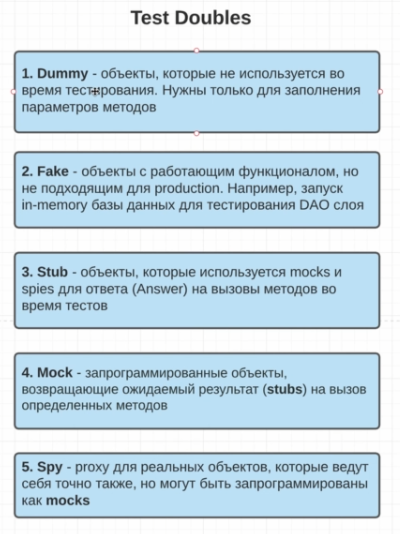 Test Doubles
1. Dummy - объекты, которые не используется во
время тестирования. Нужны только для заполнения
параметров методов
2. Fake - объекты с работающим функционалом, но
не подходящим для production. Например, запуск
in-memory базы данных для тестирования DAO слоя
3. Stub - объекты, которые используется mocks и
spies для ответа (Answer) на вызовы методов во
время тестов
4. Mock - запрограммированные объекты,
возвращающие ожидаемый результат (stubs) на вызов
определенных методов
5. Spy - proxy для реальных объектов, которые ведут
себя точно также, но могут быть запрограммированы
как mocks